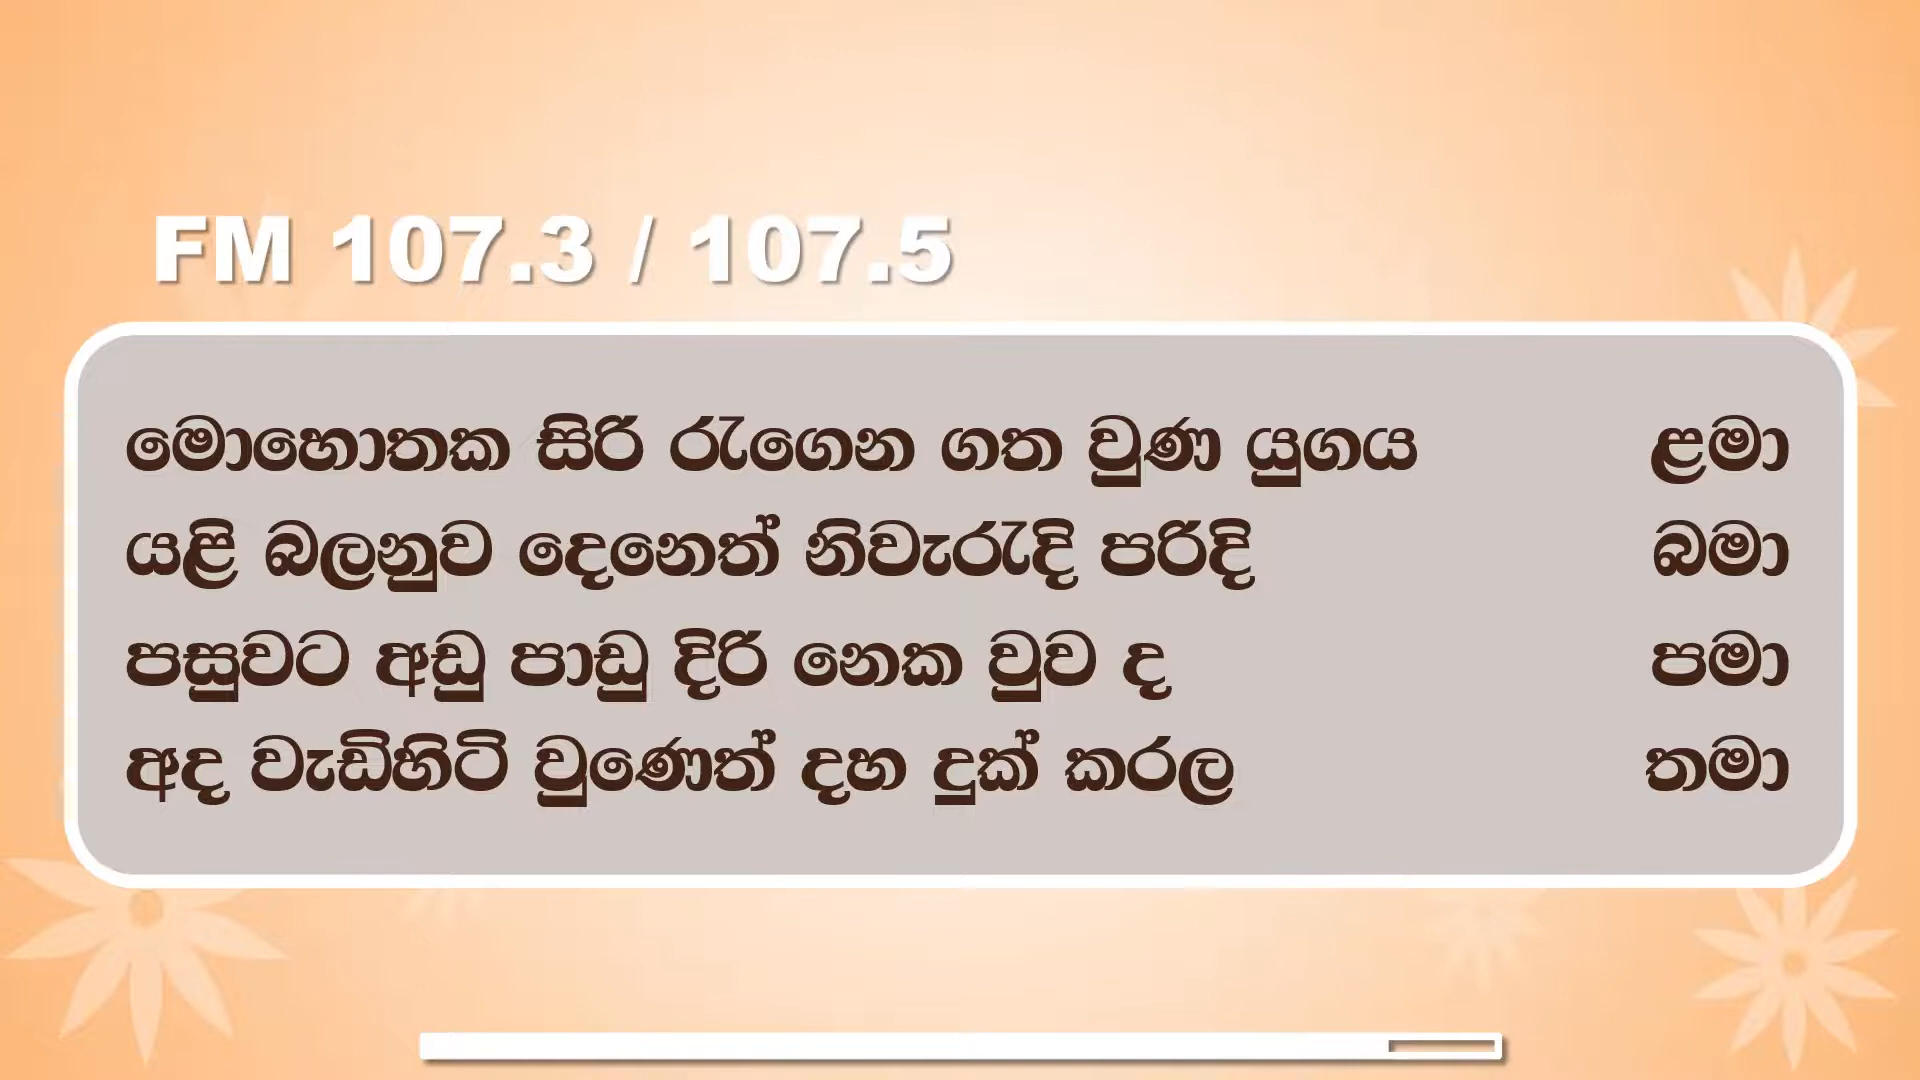 FM 107.3 / 107.5
මොහොතක සිරි රැගෙන ගත වුණ යුගය ළමා
යළි බලනුව දෙනෙත් නිවැරැදි පරිදි බමා
පසුවට අඩු පාඩු දිරි නෙක වුව ද පමා
අද වැඩිහිටි වුණෙත් දහ දුක් කරල තමා